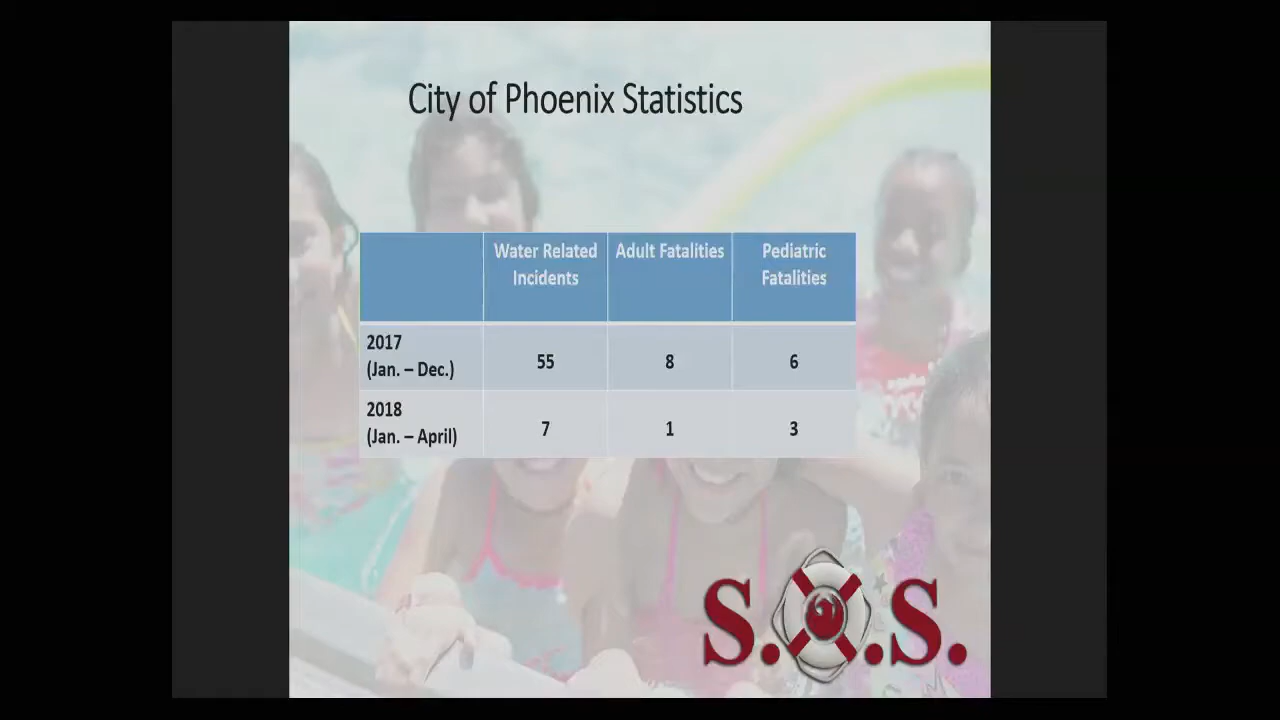 City of Phoenix Statistics
Water Related Incidents Adult Fatalities Pediatric Fatalities
2017 (Jan. – Dec.) 55 8 6
2018 (Jan. – April) 7 1 3
S.O.S.